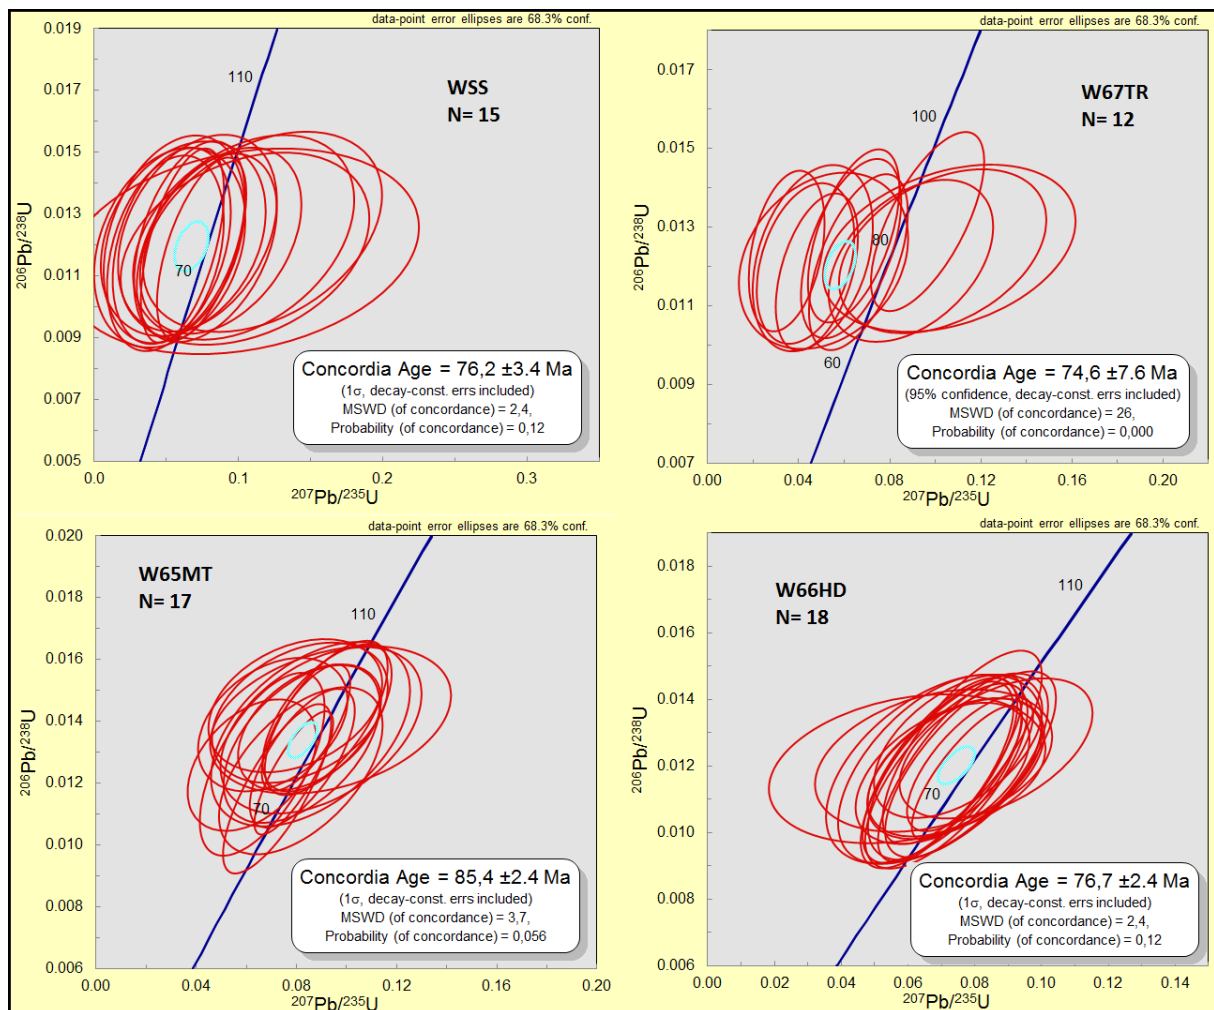 data-point error ellipses are 68.3% conf.
0.019
0.017
0.015
0.013
0.011
0.009
0.007
0.005
0.0
0.1
0.2
0.3
²⁰⁶Pb/²³⁸U
²⁰⁷Pb/²³⁵U
110
70
WSS
N= 15
Concordia Age = 76,2 ±3.4 Ma
(1σ, decay-const. errs included)
MSWD (of concordance) = 2,4,
Probability (of concordance) = 0,12
data-point error ellipses are 68.3% conf.
0.017
0.015
0.013
0.011
0.009
0.007
0.00
0.04
0.08
0.12
0.16
0.20
²⁰⁶Pb/²³⁸U
²⁰⁷Pb/²³⁵U
100
80
60
W67TR
N= 12
Concordia Age = 74,6 ±7.6 Ma
(95% confidence, decay-const. errs included)
MSWD (of concordance) = 26,
Probability (of concordance) = 0,000
data-point error ellipses are 68.3% conf.
0.020
0.018
0.016
0.014
0.012
0.010
0.008
0.006
0.00
0.04
0.08
0.12
0.16
0.20
²⁰⁶Pb/²³⁸U
²⁰⁷Pb/²³⁵U
110
70
W65MT
N= 17
Concordia Age = 85,4 ±2.4 Ma
(1σ, decay-const. errs included)
MSWD (of concordance) = 3,7,
Probability (of concordance) = 0,056
data-point error ellipses are 68.3% conf.
0.018
0.016
0.014
0.012
0.010
0.008
0.006
0.00
0.02
0.04
0.06
0.08
0.10
0.12
0.14
²⁰⁶Pb/²³⁸U
²⁰⁷Pb/²³⁵U
110
70
W66HD
N= 18
Concordia Age = 76,7 ±2.4 Ma
(1σ, decay-const. errs included)
MSWD (of concordance) = 2,4,
Probability (of concordance) = 0,12